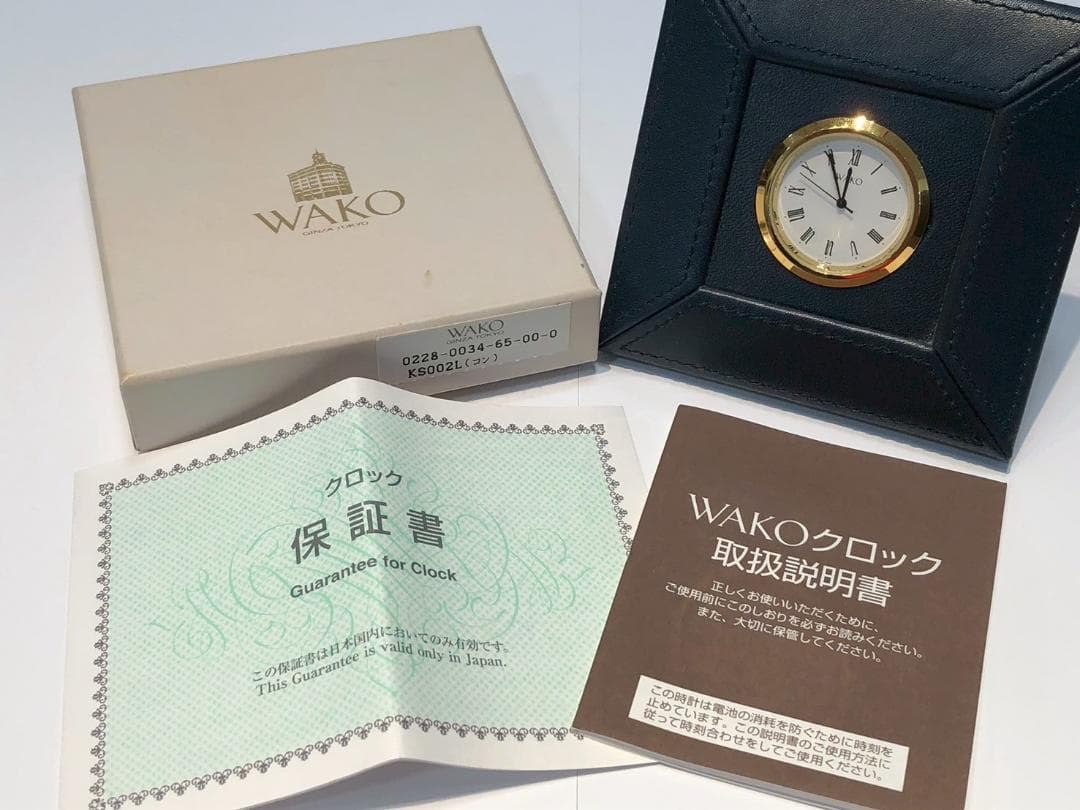 WAKO
GINZA TOKYO
WAKO
GINZA TOKYO
0228-0034-65-00-0
KS002L(コン)
WAKO
XII
クロック
保証書
Guarantee for Clock
この保証書は日本国内においてのみ有効です。
This Guarantee is valid only in Japan.
WAKOクロック
取扱説明書
正しくお使いいただくために、
ご使用前にこのしおりを必ずお読みください。
また、大切に保管してください。
この時計は電池の消耗を防ぐために時刻を
止めています。この説明書のご使用方法に
従って時刻合わせをしてご使用ください。